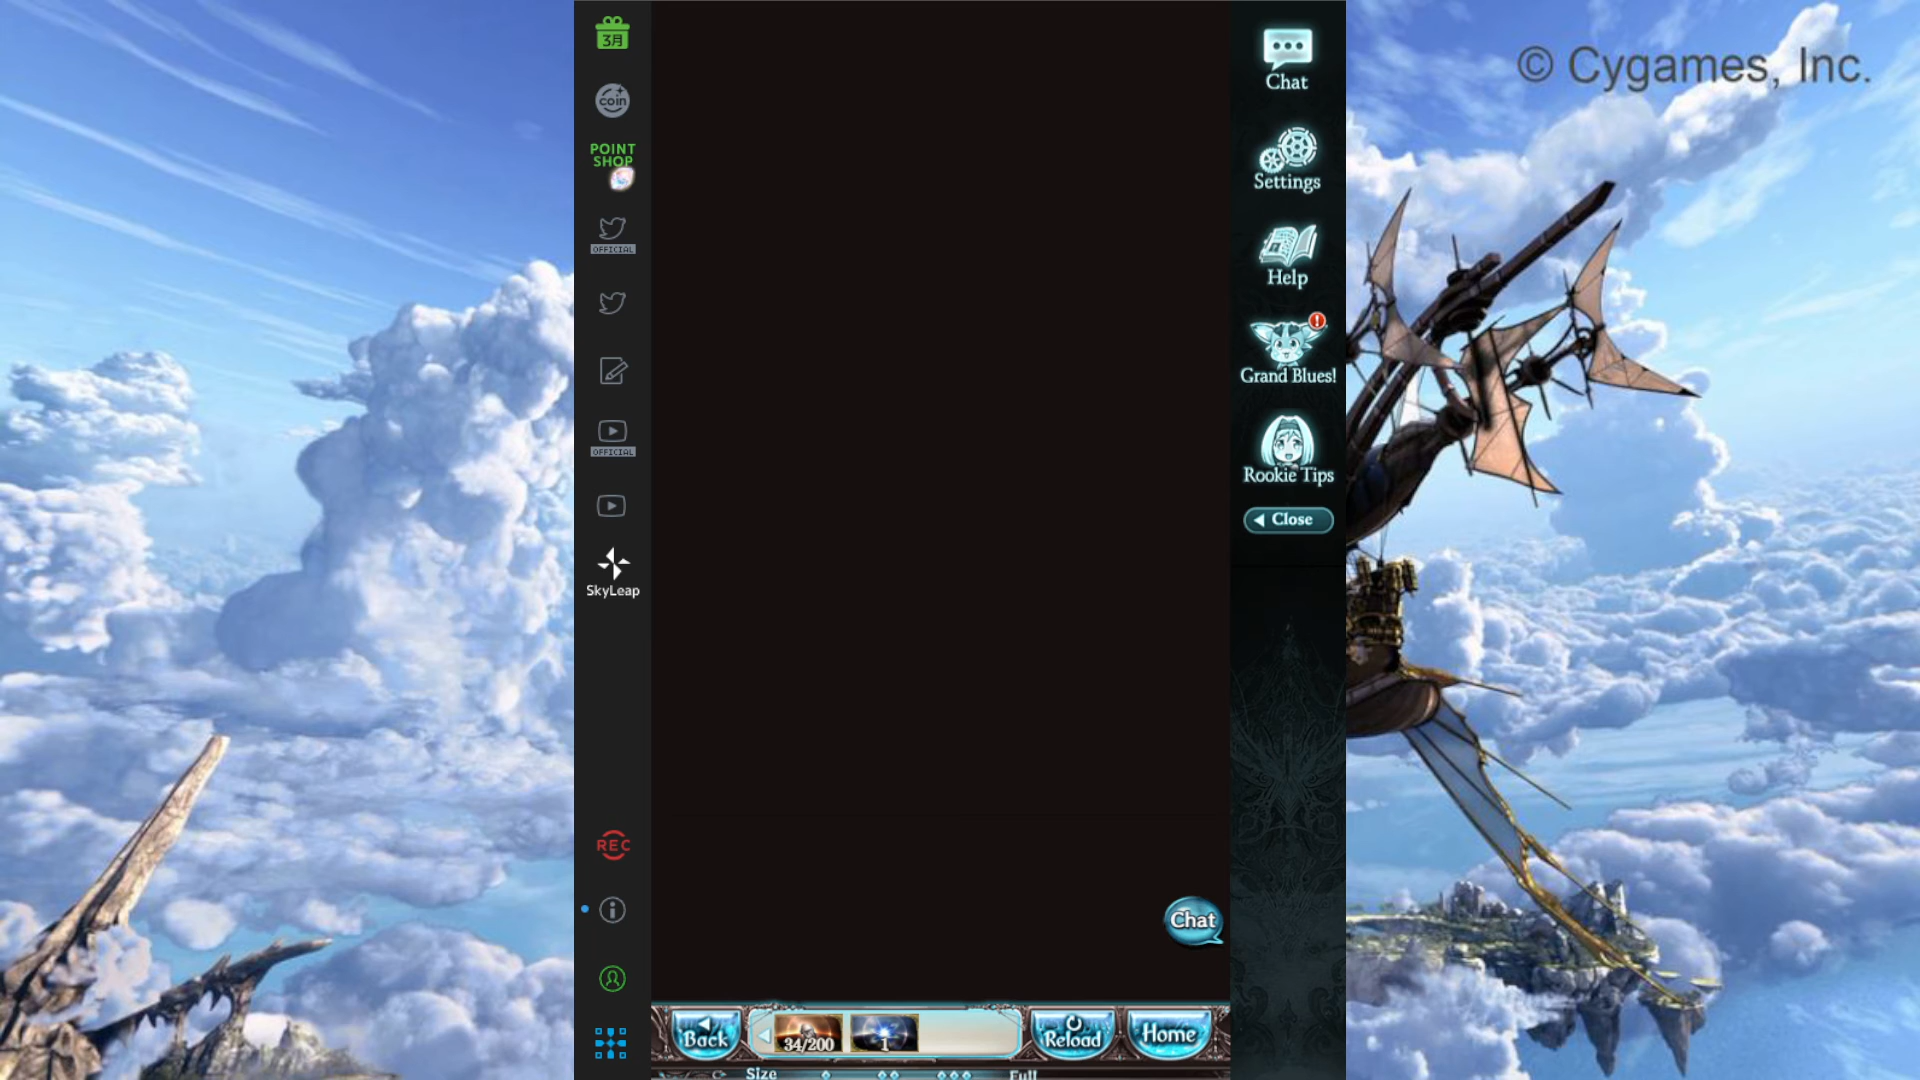 3月
coin
POINT
SHOP
OFFICIAL
OFFICIAL
SkyLeap
REC
Chat
Settings
Help
!
Grand Blues!
Rookie Tips
Close
© Cygames, Inc.
Chat
Back
34/200
1
Reload
Home
Size
Full